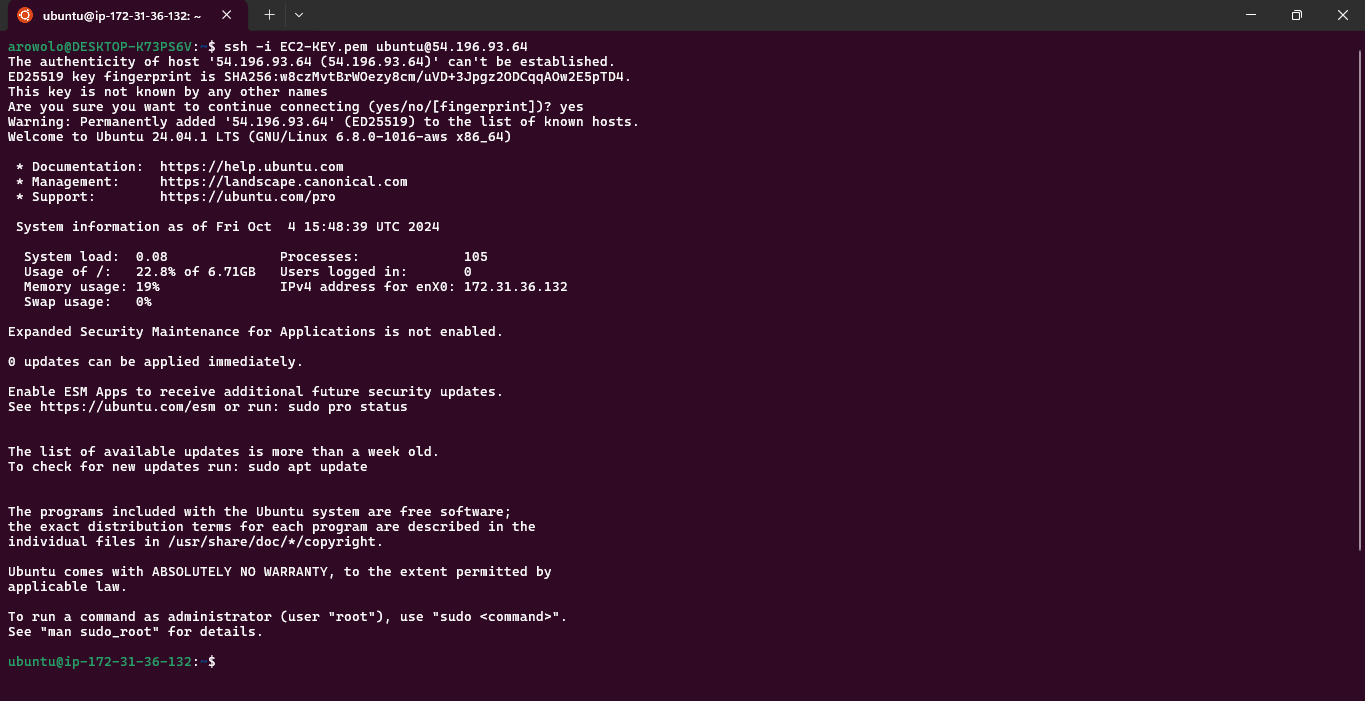 ubuntu@ip-172-31-36-132: ~
arowolo@DESKTOP-K73PS6V:~$ ssh -i EC2-KEY.pem ubuntu@54.196.93.64
The authenticity of host '54.196.93.64 (54.196.93.64)' can't be established.
ED25519 key fingerprint is SHA256:w8czMvtBrWOezy8cm/uVD+3Jpgz2ODCqqAOw2E5pTD4.
This key is not known by any other names
Are you sure you want to continue connecting (yes/no/[fingerprint])? yes
Warning: Permanently added '54.196.93.64' (ED25519) to the list of known hosts.
Welcome to Ubuntu 24.04.1 LTS (GNU/Linux 6.8.0-1016-aws x86_64)
* Documentation:  https://help.ubuntu.com
* Management:     https://landscape.canonical.com
* Support:        https://ubuntu.com/pro
System information as of Fri Oct  4 15:48:39 UTC 2024
System load:  0.08              Processes:             105
Usage of /:   22.8% of 6.71GB   Users logged in:       0
Memory usage: 19%               IPv4 address for enX0: 172.31.36.132
Swap usage:   0%
Expanded Security Maintenance for Applications is not enabled.
0 updates can be applied immediately.
Enable ESM Apps to receive additional future security updates.
See https://ubuntu.com/esm or run: sudo pro status
The list of available updates is more than a week old.
To check for new updates run: sudo apt update
The programs included with the Ubuntu system are free software;
the exact distribution terms for each program are described in the
individual files in /usr/share/doc/*/copyright.
Ubuntu comes with ABSOLUTELY NO WARRANTY, to the extent permitted by
applicable law.
To run a command as administrator (user "root"), use "sudo <command>".
See "man sudo_root" for details.
ubuntu@ip-172-31-36-132:~$